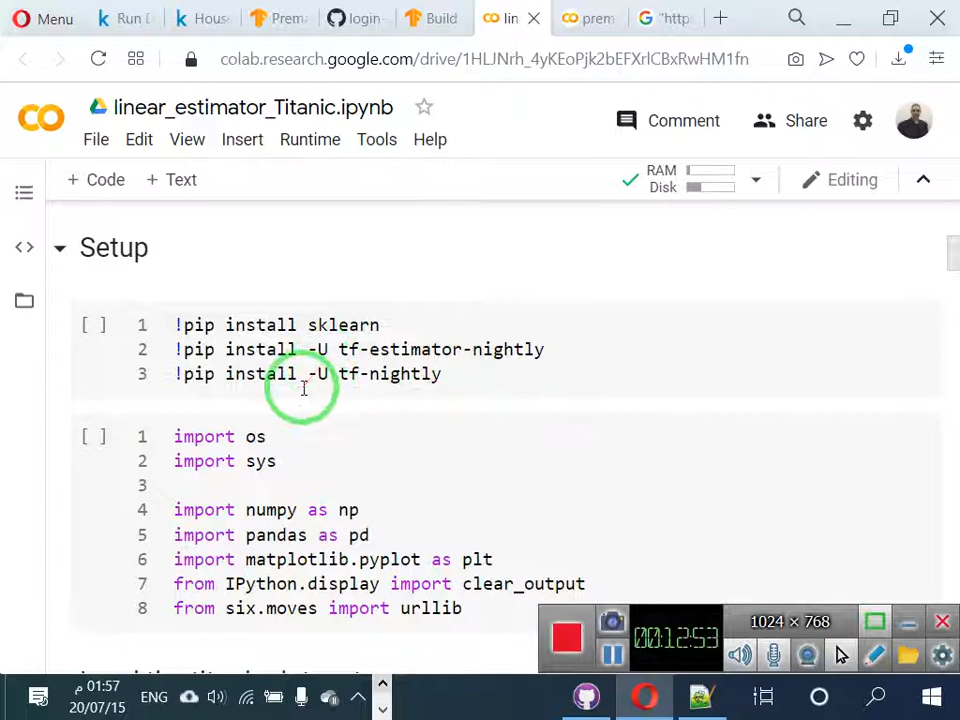 Menu
Run D
House
Prema
login-
Build
lin
prem
"http
colab.research.google.com/drive/1HLJNrh_4yKEoPjk2bEFXrlCBxRwHM1fn
CO
linear_estimator_Titanic.ipynb
File Edit View Insert Runtime Tools Help
Comment
Share
+ Code + Text
RAM
Disk
Editing
Setup
[ ] 1 !pip install sklearn
2 !pip install -U tf-estimator-nightly
3 !pip install -U tf-nightly
[ ] 1 import os
2 import sys
3
4 import numpy as np
5 import pandas as pd
6 import matplotlib.pyplot as plt
7 from IPython.display import clear_output
8 from six.moves import urllib
00:12:53
1024 × 768
01:57 م
20/07/15
ENG